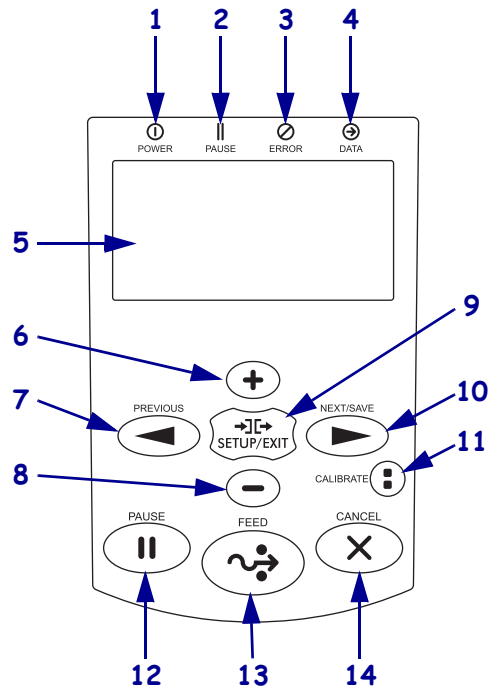 1 2 3 4
POWER PAUSE ERROR DATA
5
9
6
PREVIOUS NEXT/SAVE
7 10
SETUP/EXIT
11
8
CALIBRATE
PAUSE FEED CANCEL
12 13 14